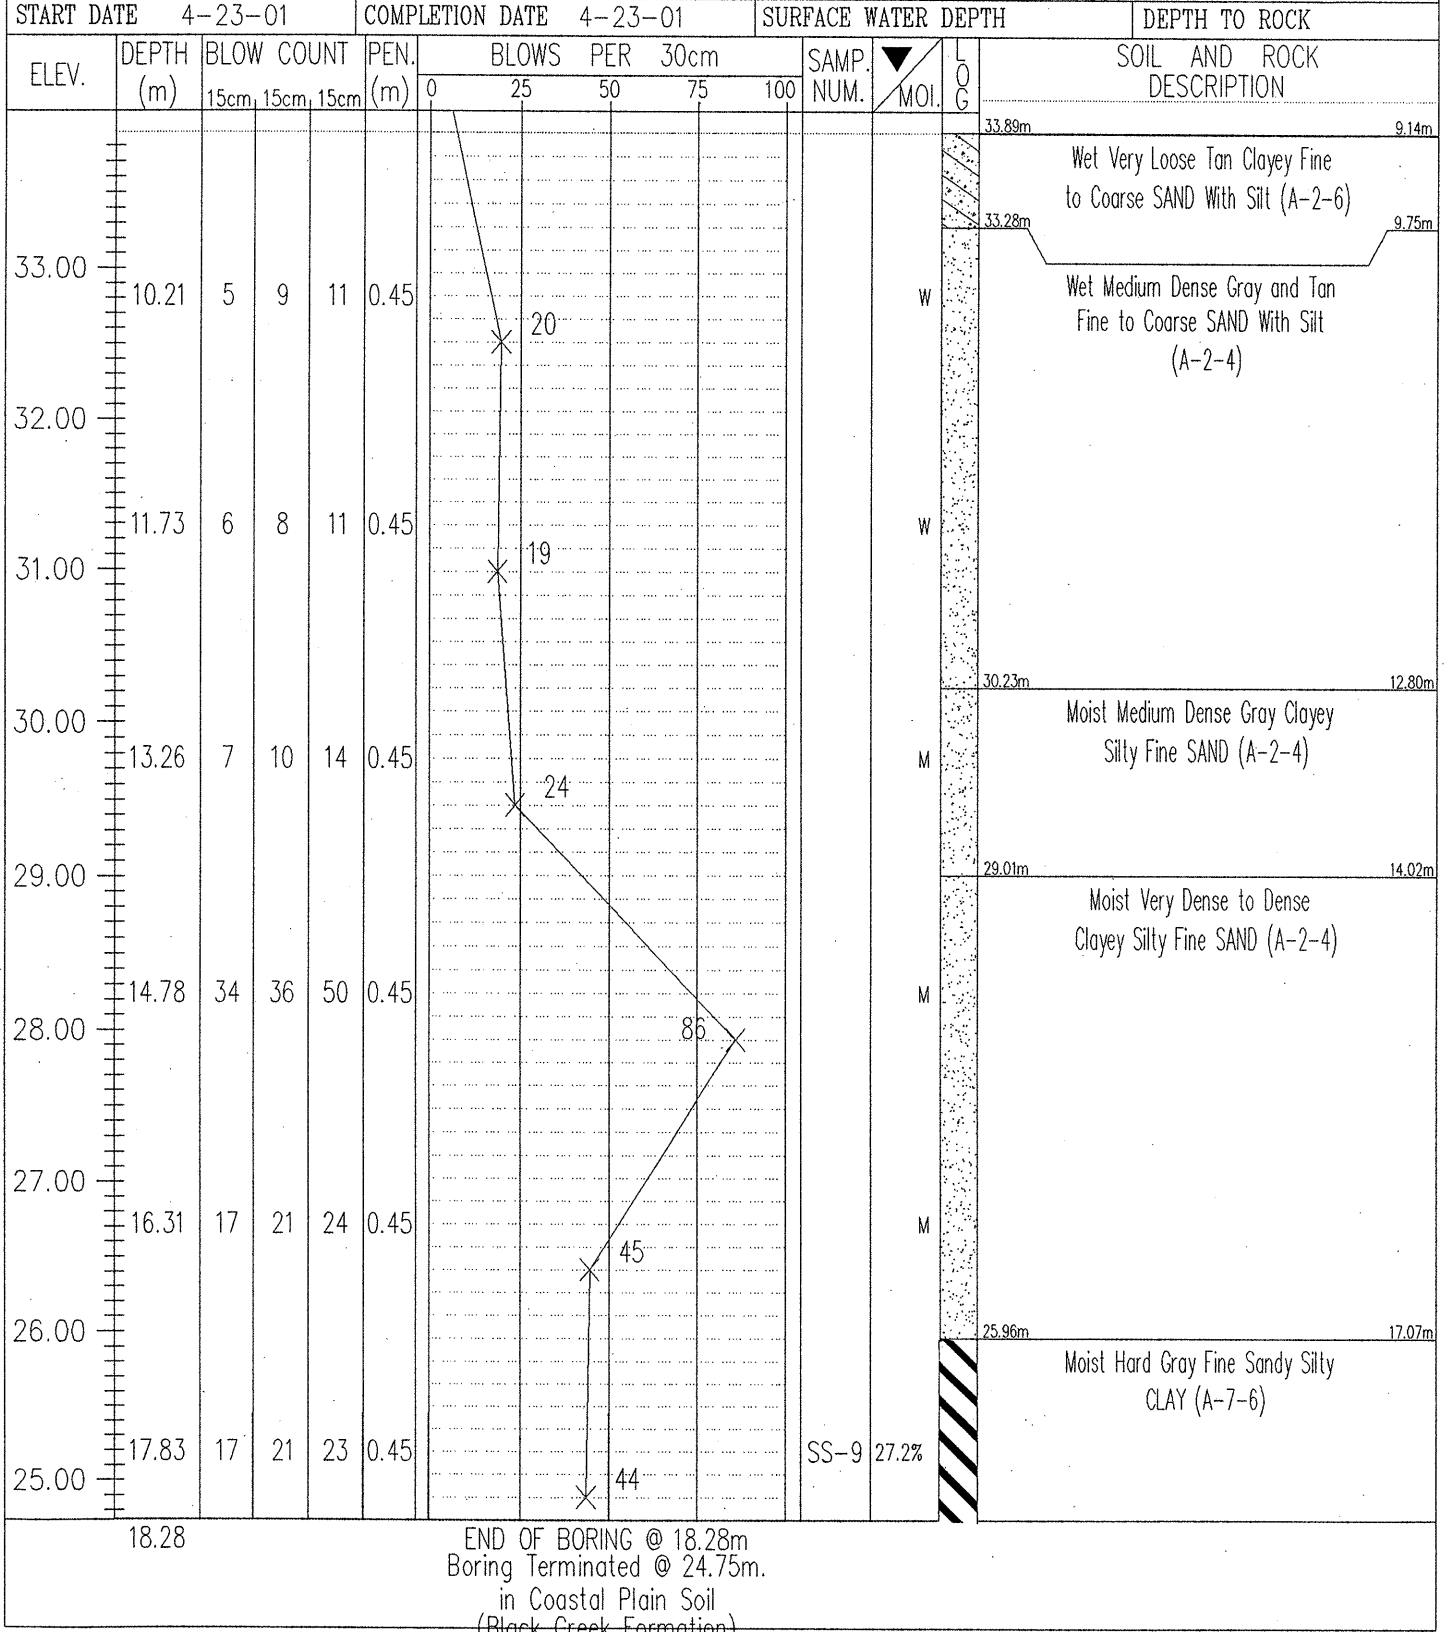 START DATE 4-23-01 COMPLETION DATE 4-23-01 SURFACE WATER DEPTH DEPTH TO ROCK
ELEV. DEPTH (m) BLOW COUNT 15cm 15cm 15cm PEN. (m) BLOWS PER 30cm 0 25 50 75 100 SAMP. NUM. MOI. LOG SOIL AND ROCK DESCRIPTION
33.89m 9.14m
Wet Very Loose Tan Clayey Fine
to Coarse SAND With Silt (A-2-6)
33.28m 9.75m
33.00
10.21 5 9 11 0.45 W Wet Medium Dense Gray and Tan
20 Fine to Coarse SAND With Silt
(A-2-4)
32.00
11.73 6 8 11 0.45 W
19
31.00
30.23m 12.80m
30.00 Moist Medium Dense Gray Clayey
13.26 7 10 14 0.45 M Silty Fine SAND (A-2-4)
24
29.00 29.01m 14.02m
Moist Very Dense to Dense
Clayey Silty Fine SAND (A-2-4)
14.78 34 36 50 0.45 M
28.00 86
27.00
16.31 17 21 24 0.45 M
45
26.00 25.96m 17.07m
Moist Hard Gray Fine Sandy Silty
CLAY (A-7-6)
17.83 17 21 23 0.45 SS-9 27.2%
25.00 44
18.28 END OF BORING @ 18.28m
Boring Terminated @ 24.75m.
in Coastal Plain Soil
(Black Creek Formation)